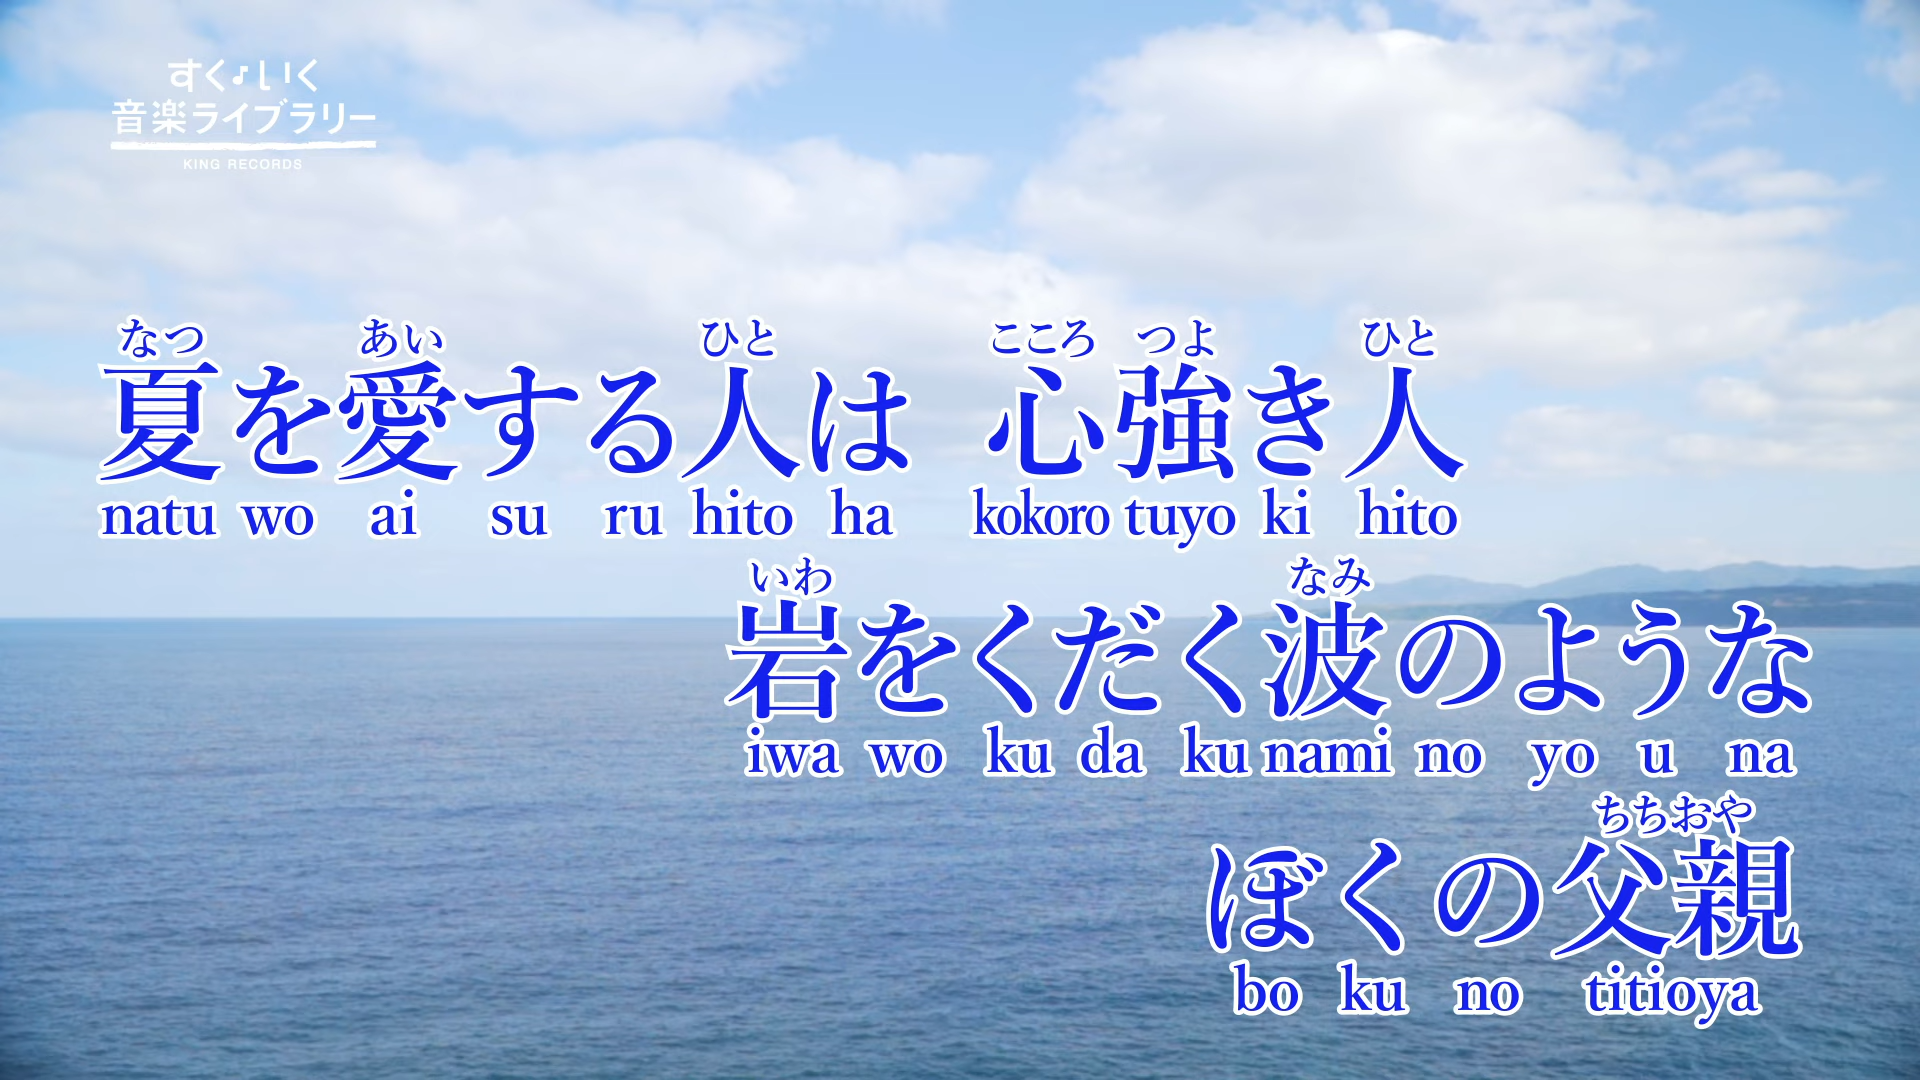 すく♪いく
音楽ライブラリー
KING RECORDS
なつ あい ひと こころ つよ ひと
夏を愛する人は 心強き人
natu wo ai su ru hito ha kokoro tuyo ki hito
いわ なみ
岩をくだく波のような
iwa wo ku da ku nami no yo u na
ちちおや
ぼくの父親
bo ku no titioya